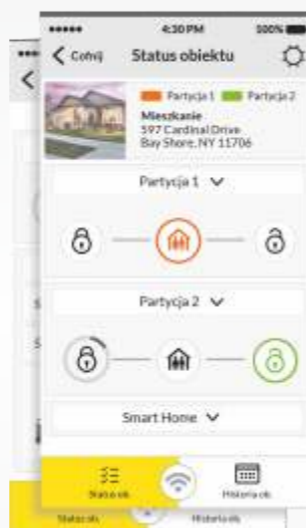 4:30 PM
100%
Cofnij
Status obiektu
Partycja 1
Partycja 2
Mieszkanie
597 Cardinal Drive
Bay Shore, NY 11706
Partycja 1
Partycja 2
Smart Home
Status ob.
Historia ob.
Status ob.
Historia ob.